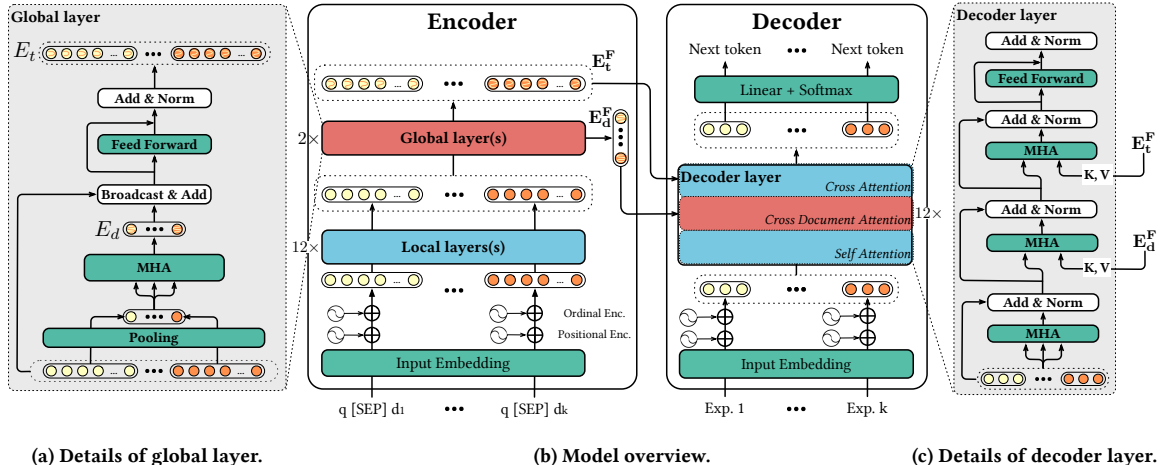 Global layer
E_t
...
...
Add & Norm
Feed Forward
Broadcast & Add
E_d
MHA
Pooling
...
...
Encoder
E_t^F
...
...
E_d^F
2×
Global layer(s)
...
...
12×
Local layers(s)
...
...
Ordinal Enc.
Positional Enc.
Input Embedding
q [SEP] d1
q [SEP] dk
Decoder
Next token
Next token
Linear + Softmax
Decoder layer
Cross Attention
Cross Document Attention
12×
Self Attention
Input Embedding
Exp. 1
Exp. k
Decoder layer
Add & Norm
Feed Forward
Add & Norm
E_t^F
MHA
K, V
Add & Norm
E_d^F
MHA
K, V
Add & Norm
MHA
(a) Details of global layer.
(b) Model overview.
(c) Details of decoder layer.